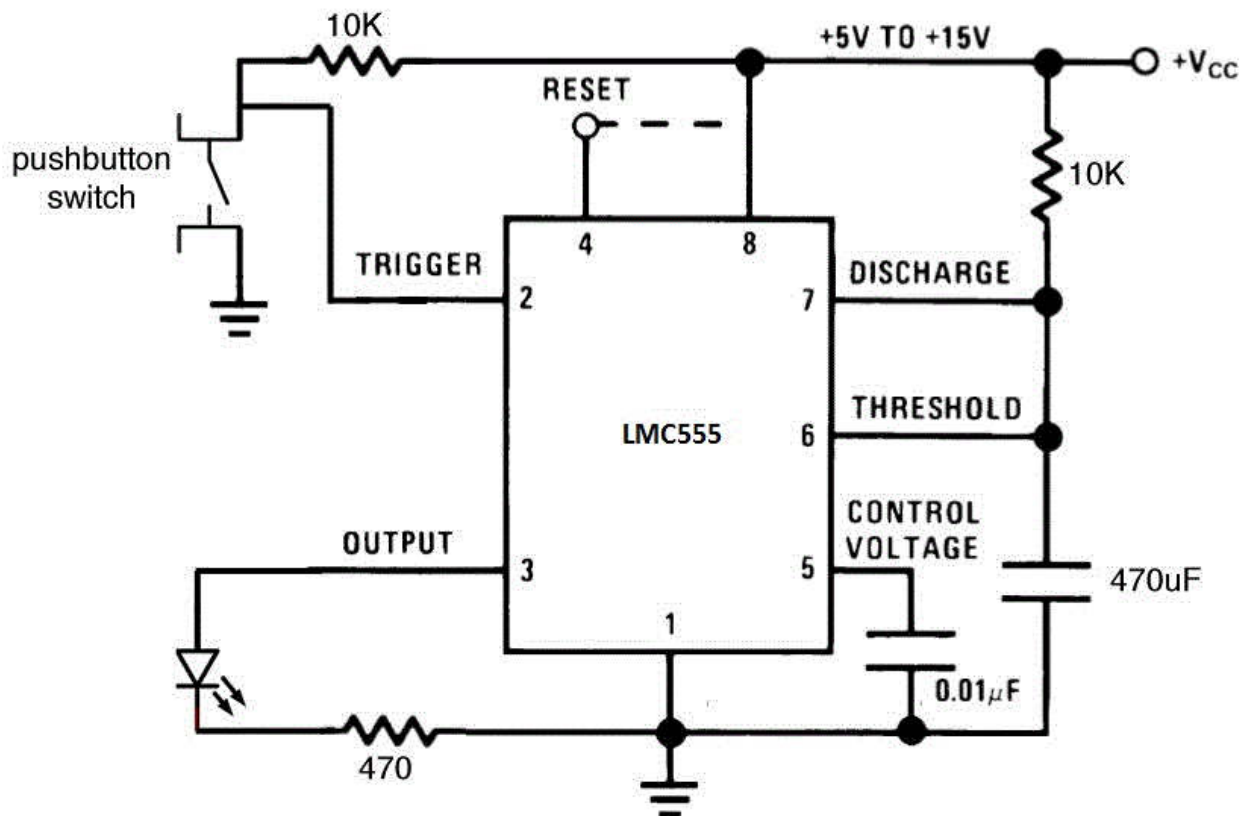 10K
+5V TO +15V
+VCC
RESET
pushbutton
switch
10K
4
8
TRIGGER
DISCHARGE
2
7
THRESHOLD
LMC555
6
CONTROL
VOLTAGE
OUTPUT
3
5
470uF
1
0.01µF
470